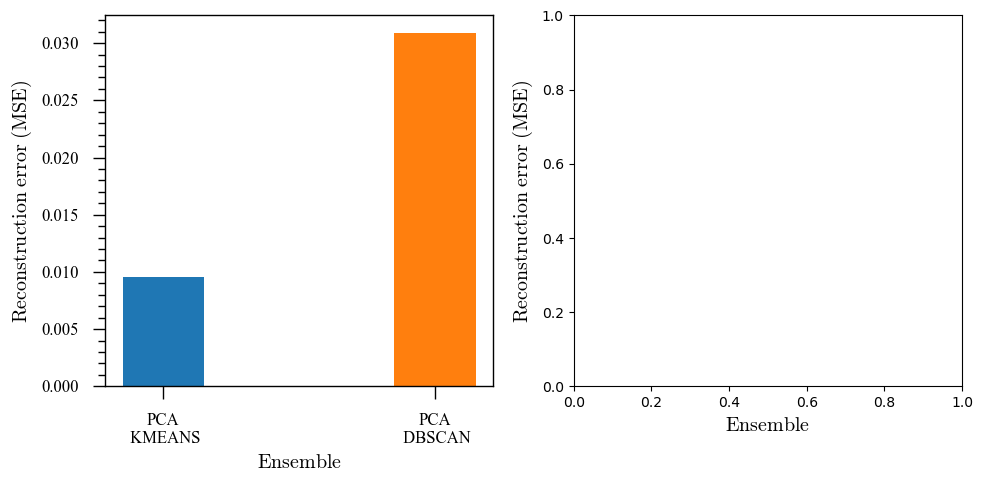 Reconstruction error (MSE)
0.030
0.025
0.020
0.015
0.010
0.005
0.000
PCA
KMEANS
PCA
DBSCAN
Ensemble
Reconstruction error (MSE)
1.0
0.8
0.6
0.4
0.2
0.0
0.0 0.2 0.4 0.6 0.8 1.0
Ensemble